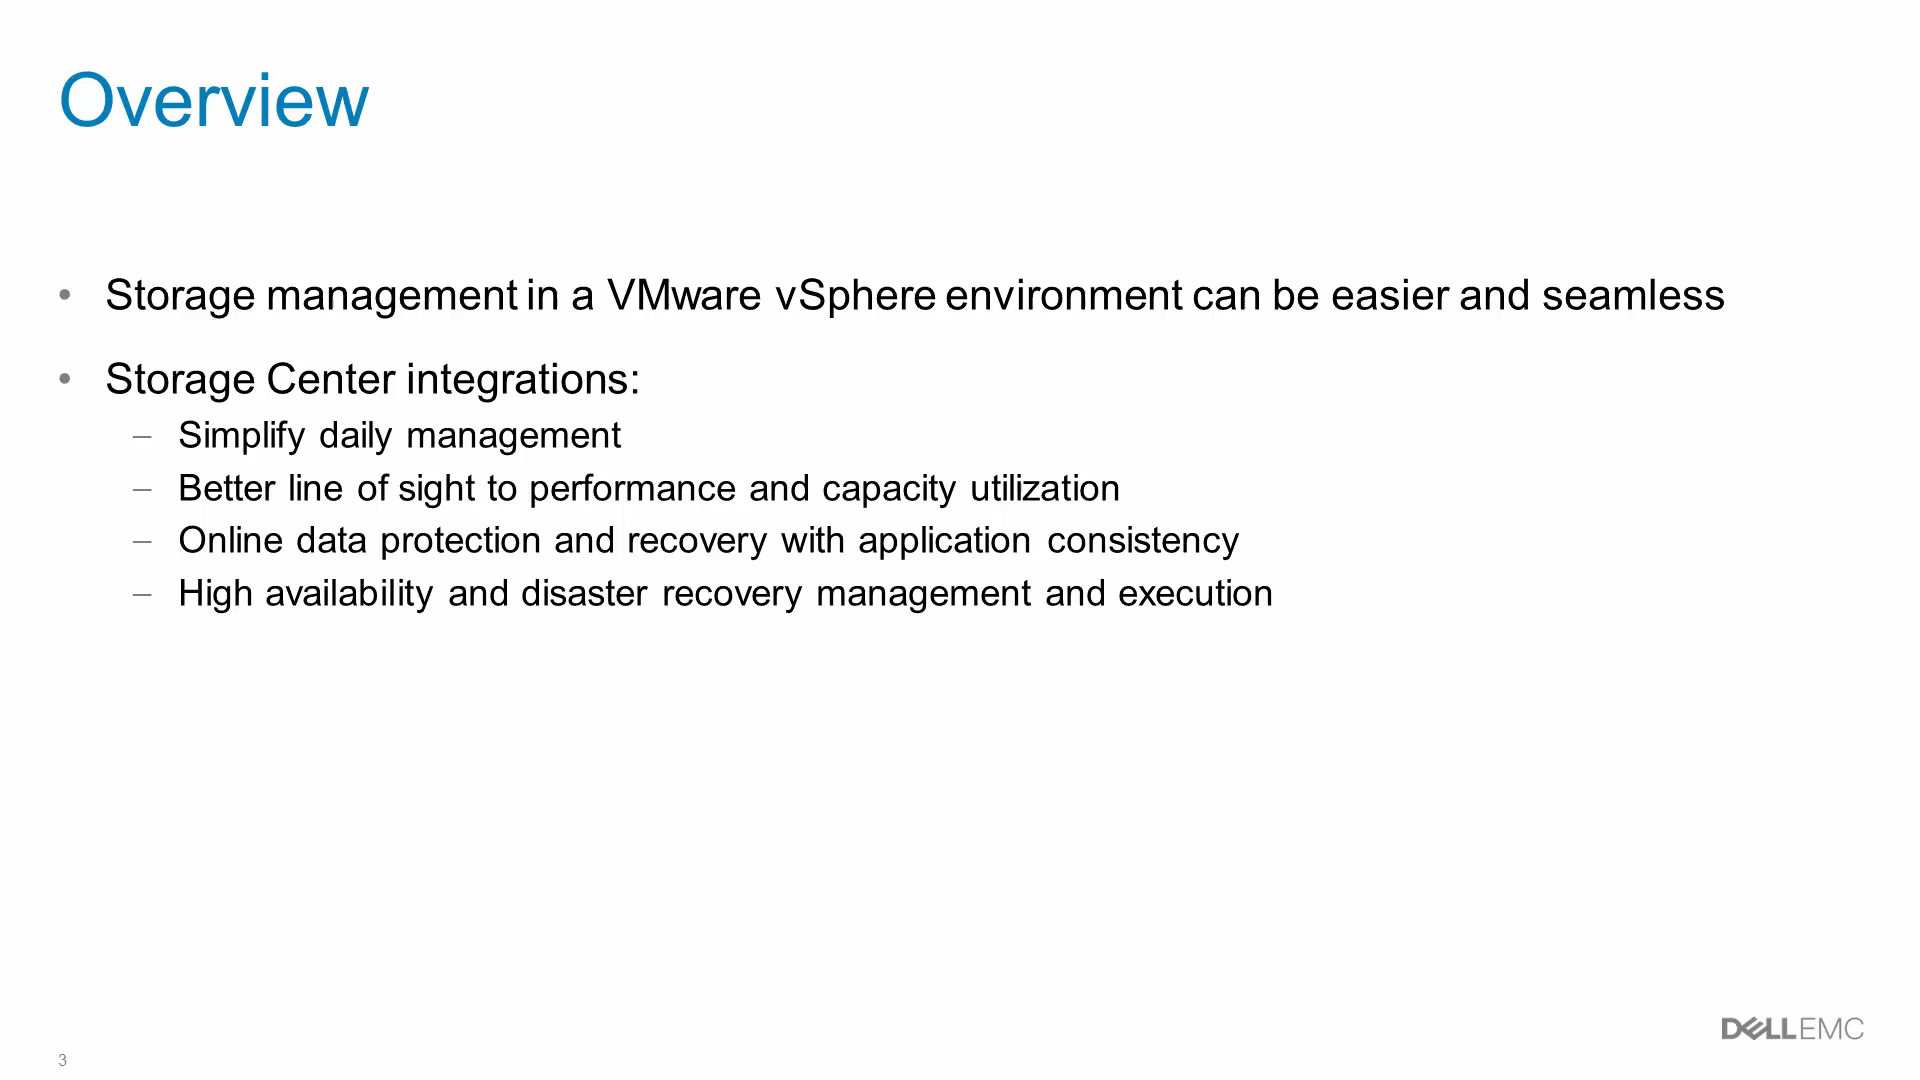 Overview
• Storage management in a VMware vSphere environment can be easier and seamless
• Storage Center integrations:
– Simplify daily management
– Better line of sight to performance and capacity utilization
– Online data protection and recovery with application consistency
– High availability and disaster recovery management and execution
DELLEMC
3